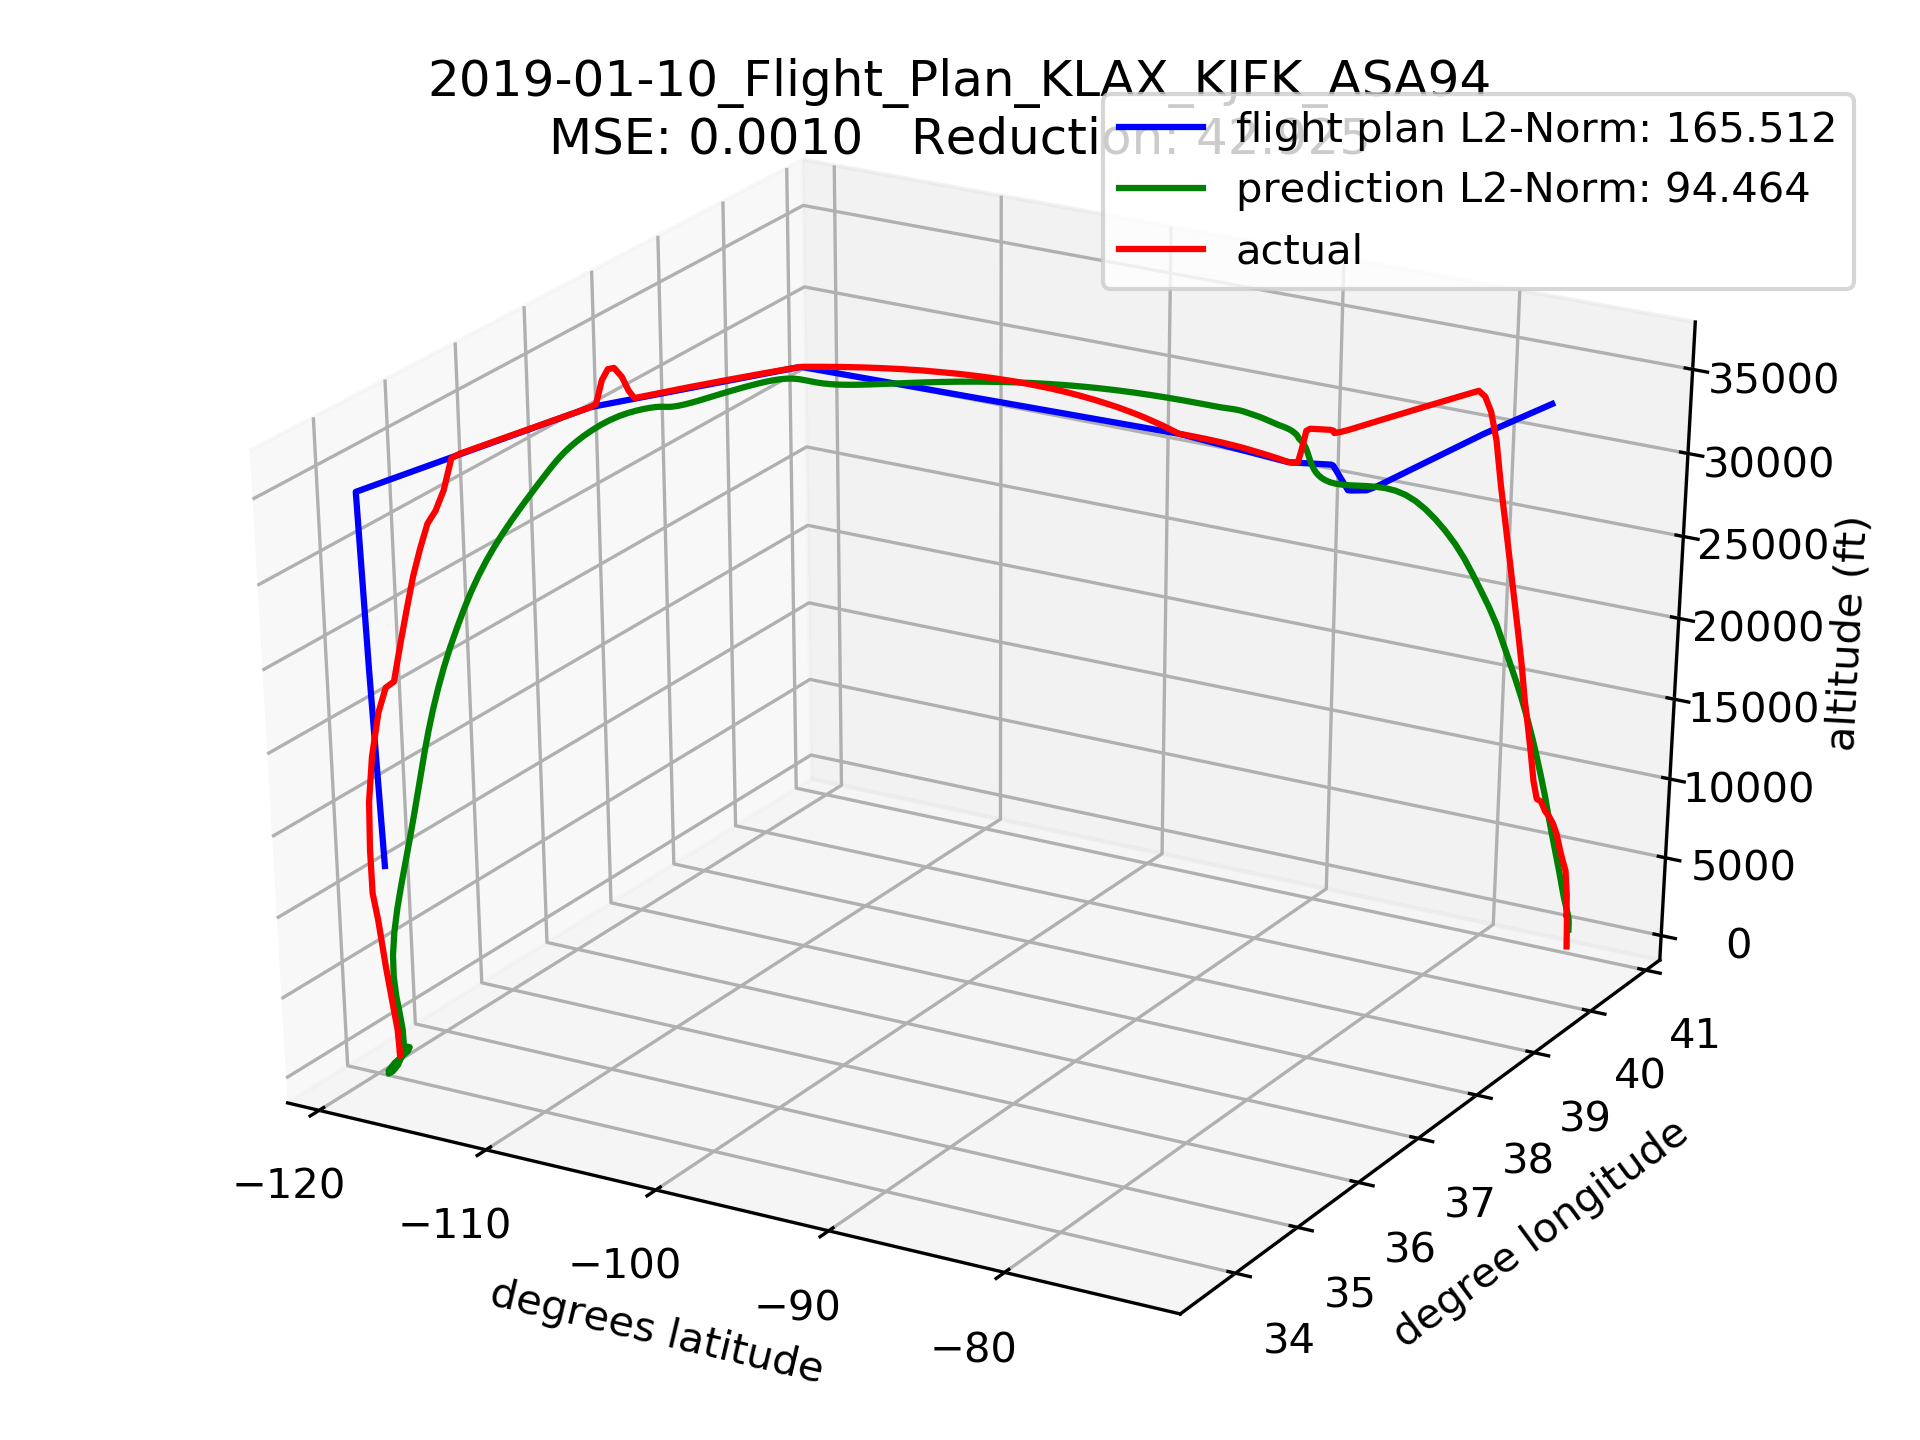 2019-01-10_Flight_Plan_KLAX_KJFK_ASA94
MSE: 0.0010 Reduction: 42.925
flight plan L2-Norm: 165.512
prediction L2-Norm: 94.464
actual
35000
30000
25000
20000
15000
10000
5000
0
altitude (ft)
41
40
39
38
37
36
35
34
degree longitude
−120
−110
−100
−90
−80
degrees latitude